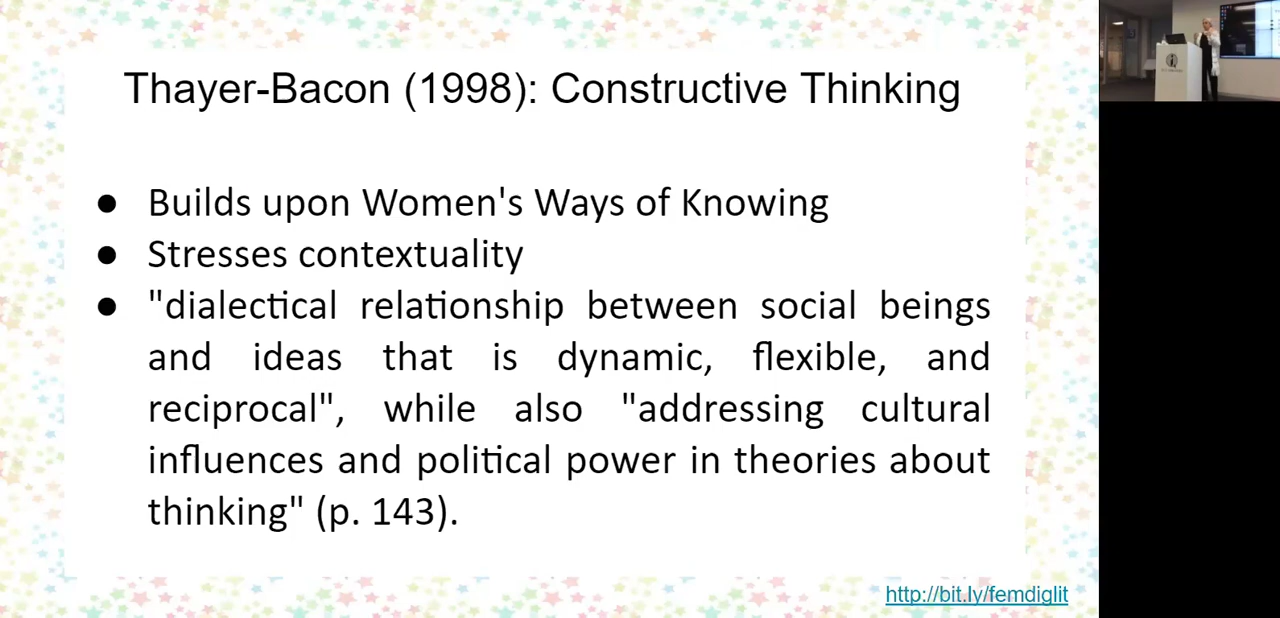 Thayer-Bacon (1998): Constructive Thinking
● Builds upon Women's Ways of Knowing
● Stresses contextuality
● "dialectical relationship between social beings
and ideas that is dynamic, flexible, and
reciprocal", while also "addressing cultural
influences and political power in theories about
thinking" (p. 143).
http://bit.ly/femdiglit